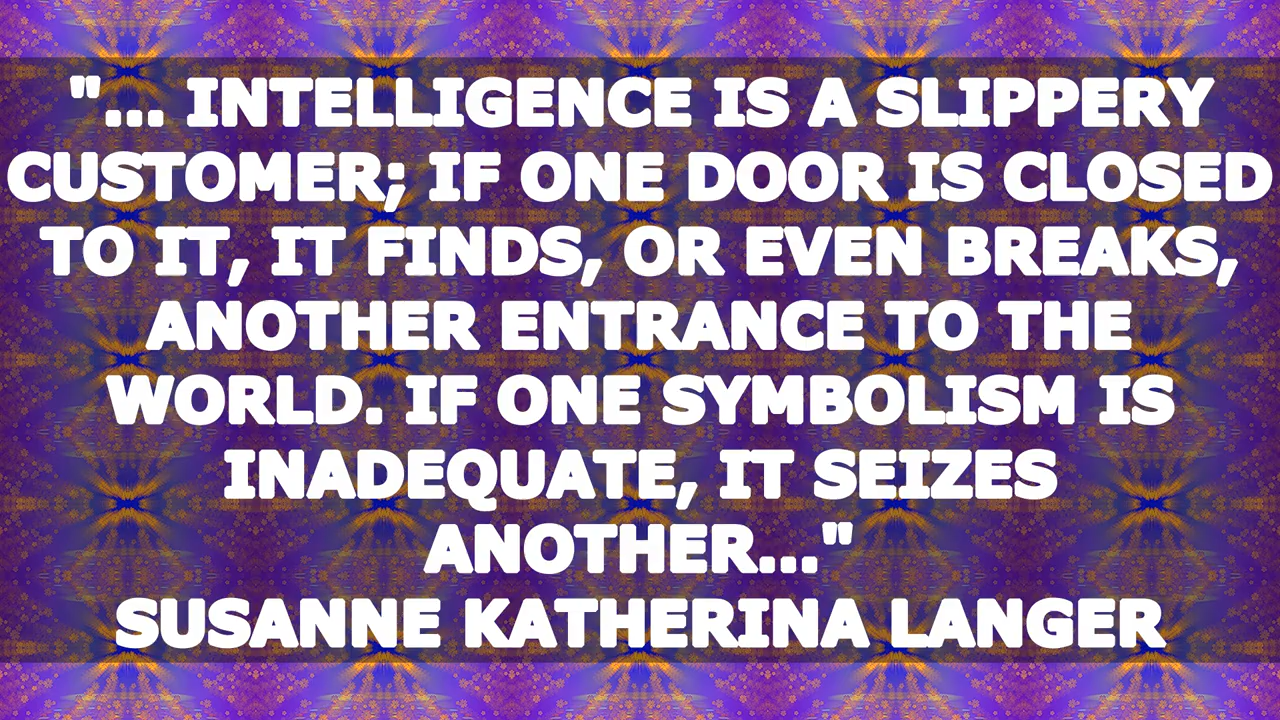 "... INTELLIGENCE IS A SLIPPERY
CUSTOMER; IF ONE DOOR IS CLOSED
TO IT, IT FINDS, OR EVEN BREAKS,
ANOTHER ENTRANCE TO THE
WORLD. IF ONE SYMBOLISM IS
INADEQUATE, IT SEIZES
ANOTHER..."
SUSANNE KATHERINA LANGER